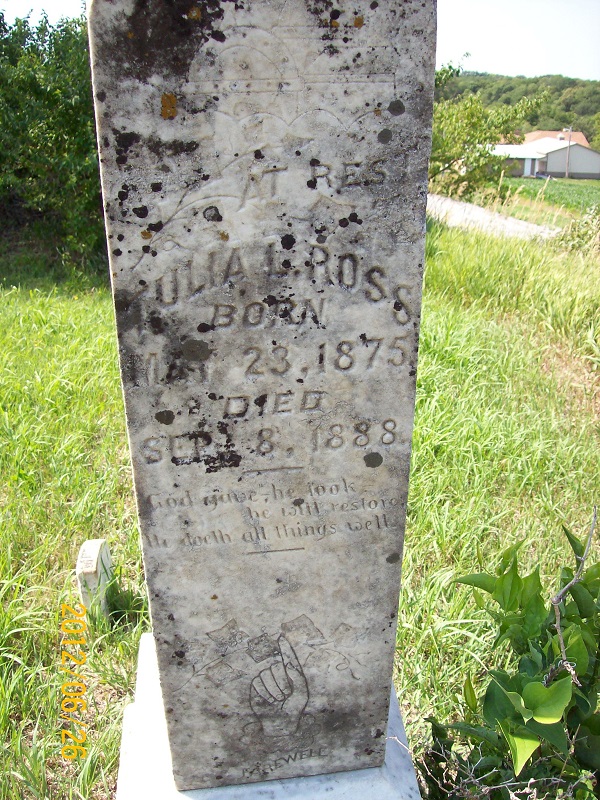 AT REST
JULIA, L. ROSS
BORN
MAY 23, 1875
DIED
SEPT 8, 1888.
God gave, he took
he will restore
He doeth all things well.
FAREWELL
2012/06/26